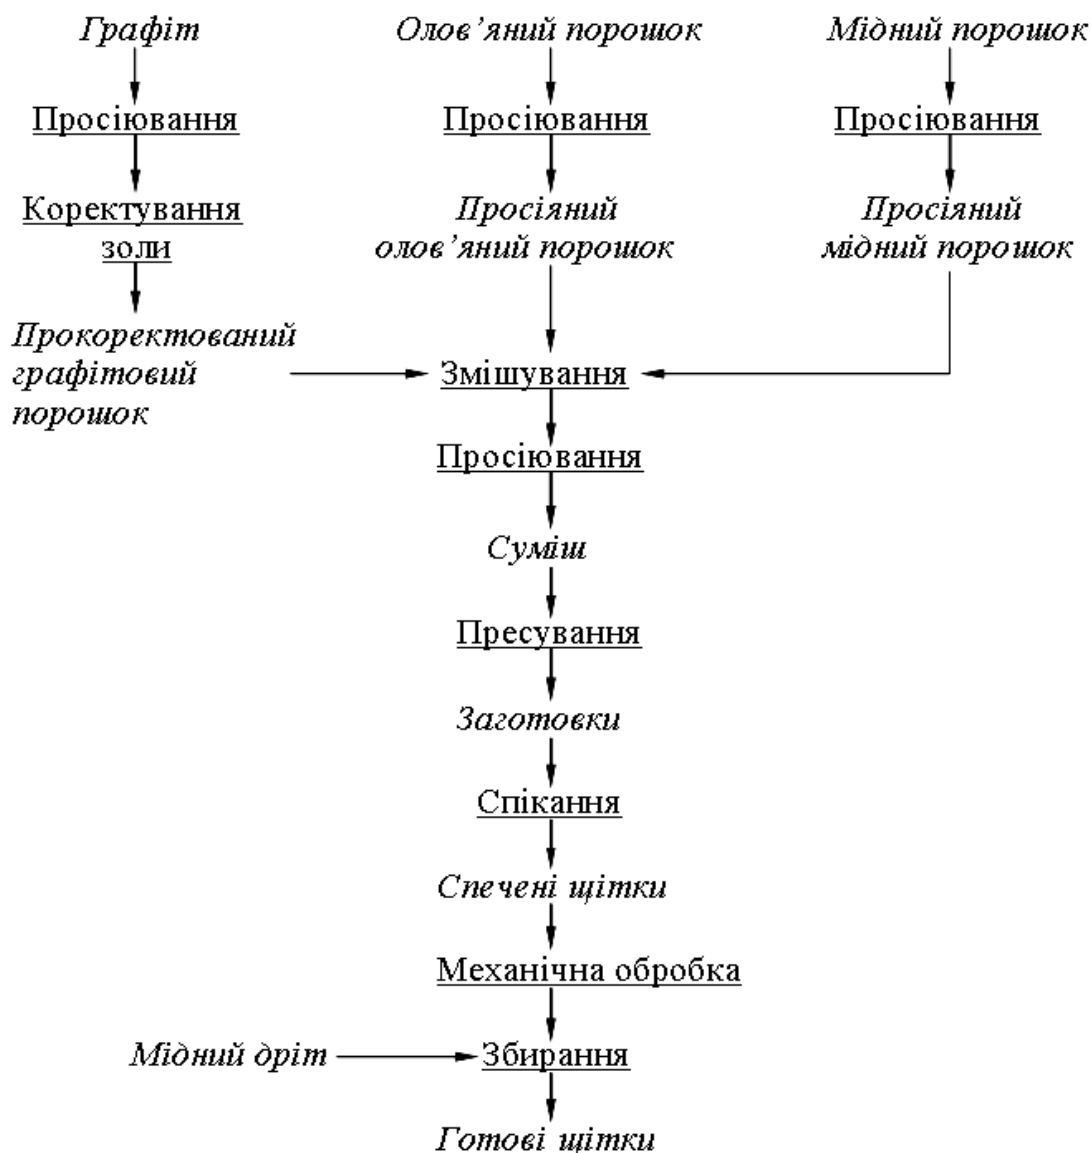 Графіт
Олов’яний порошок
Мідний порошок
Просіювання
Просіювання
Просіювання
Коректування
золи
Просіяний
олов’яний порошок
Просіяний
мідний порошок
Прокоректований
графітовий
порошок
Змішування
Просіювання
Суміш
Пресування
Заготовки
Спікання
Спечені щітки
Механічна обробка
Мідний дріт
Збирання
Готові щітки